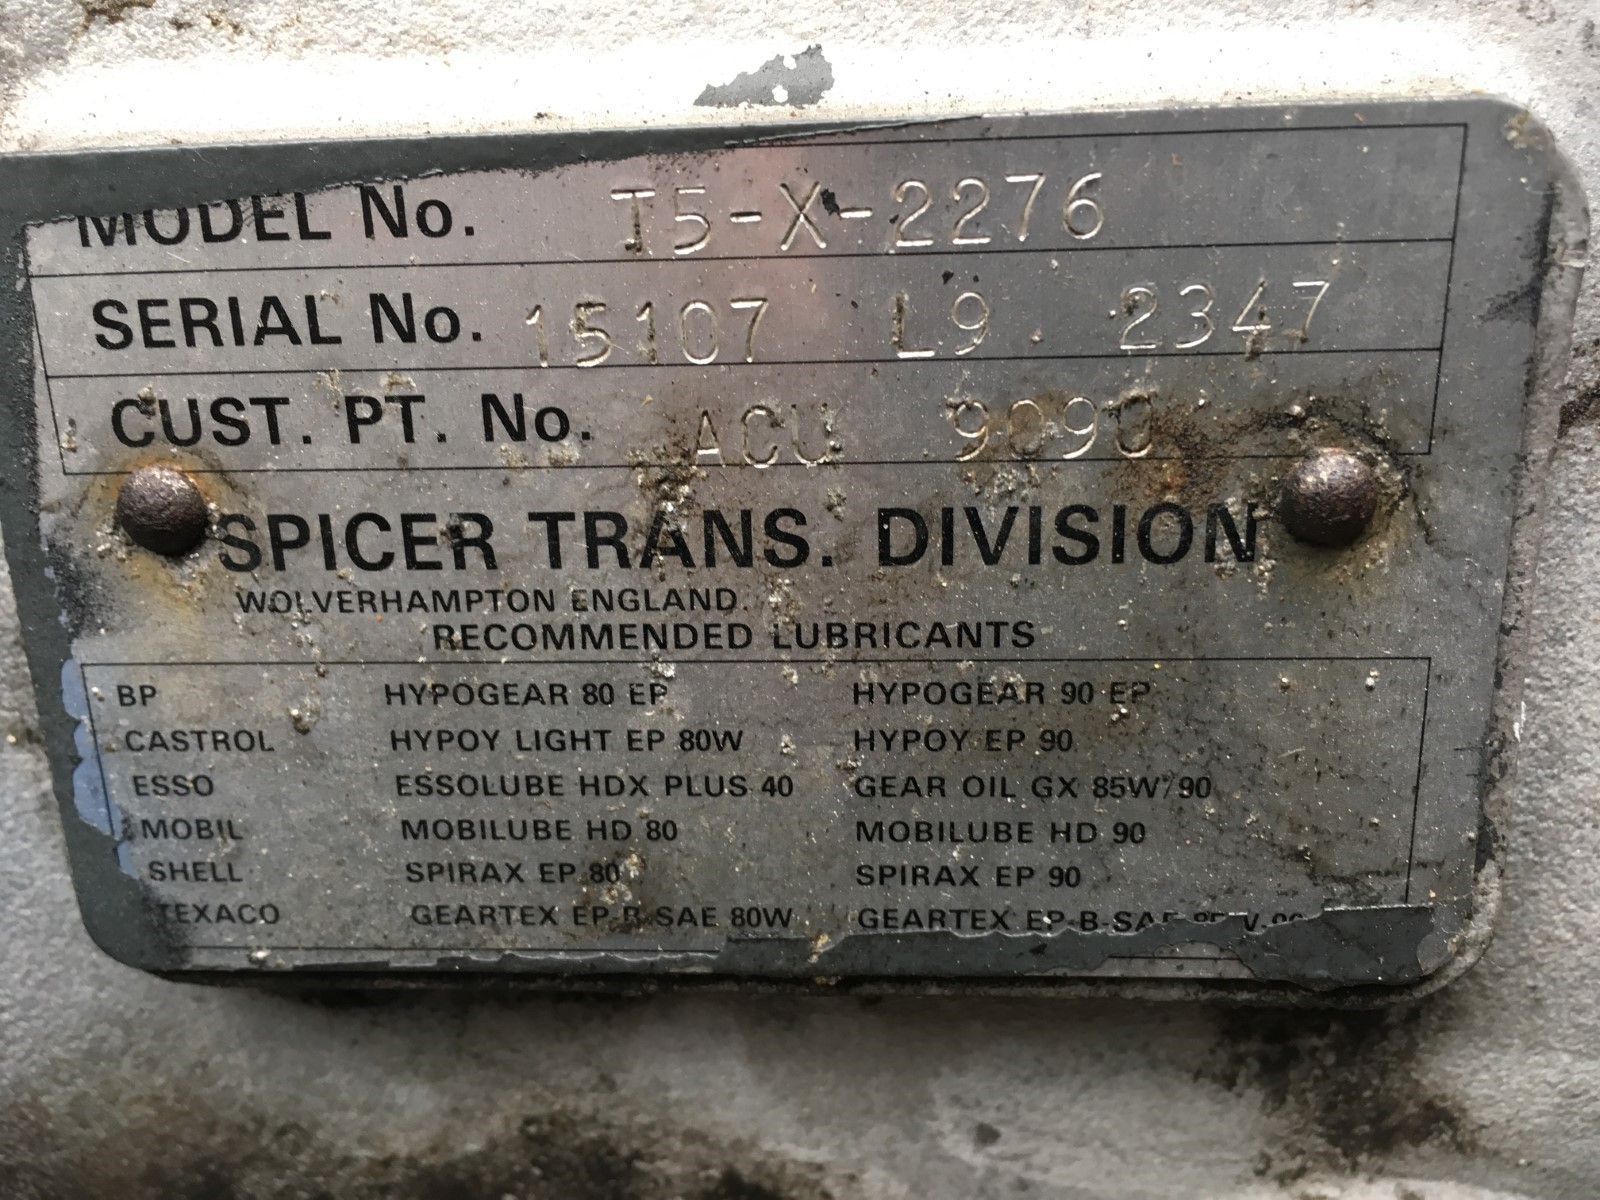 MODEL No. T5-X-2276
SERIAL No. 15107 L9 2347
CUST. PT. No. ACU 9090
SPICER TRANS. DIVISION
WOLVERHAMPTON ENGLAND.
RECOMMENDED LUBRICANTS
BP HYPOGEAR 80 EP HYPOGEAR 90 EP
CASTROL HYPOY LIGHT EP 80W HYPOY EP 90
ESSO ESSOLUBE HDX PLUS 40 GEAR OIL GX 85W/90
MOBIL MOBILUBE HD 80 MOBILUBE HD 90
SHELL SPIRAX EP 80 SPIRAX EP 90
TEXACO GEARTEX EP-B-SAE 80W GEARTEX EP-B-SAE